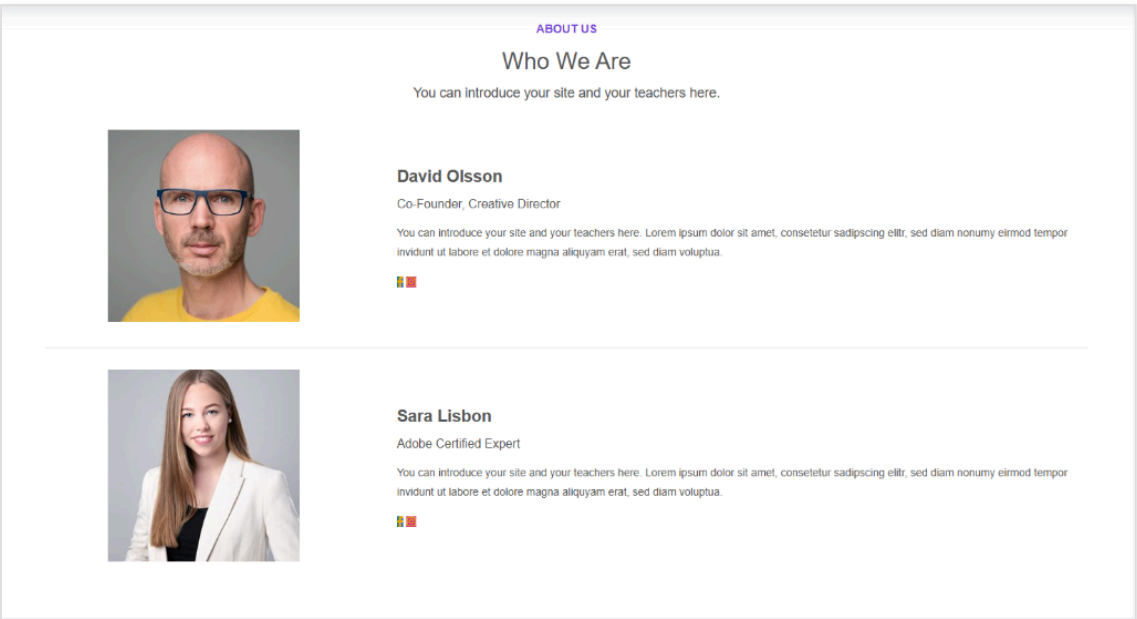 ABOUT US
Who We Are
You can introduce your site and your teachers here.
David Olsson
Co-Founder, Creative Director
You can introduce your site and your teachers here. Lorem ipsum dolor sit amet, consetetur sadipscing elitr, sed diam nonumy eirmod tempor
invidunt ut labore et dolore magna aliquyam erat, sed diam voluptua.
Sara Lisbon
Adobe Certified Expert
You can introduce your site and your teachers here. Lorem ipsum dolor sit amet, consetetur sadipscing elitr, sed diam nonumy eirmod tempor
invidunt ut labore et dolore magna aliquyam erat, sed diam voluptua.